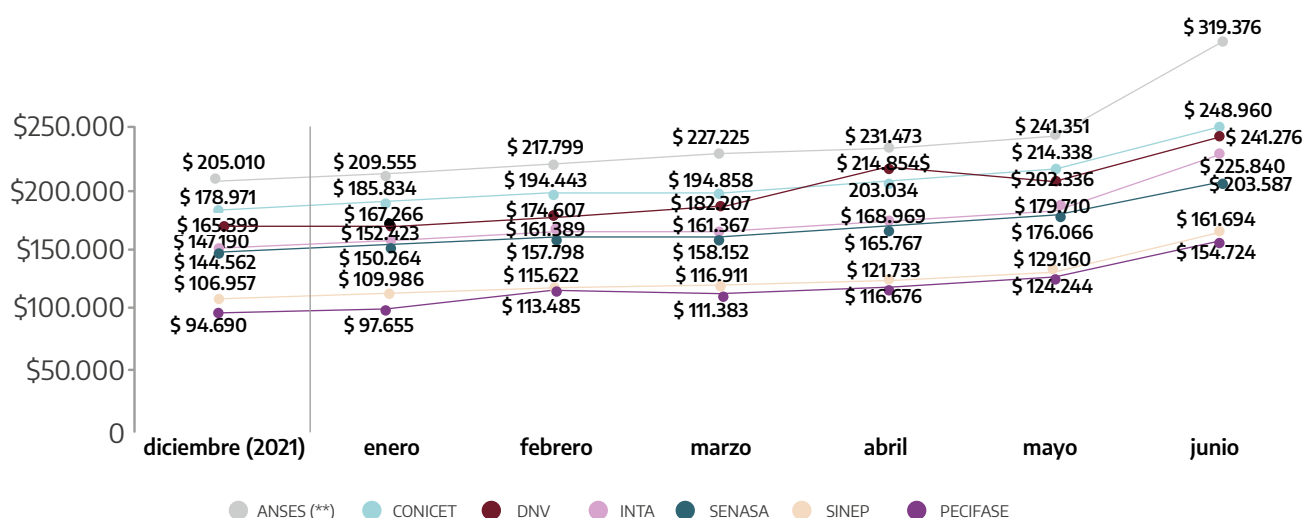 $ 319.376
$250.000
$ 205.010 $ 209.555 $ 217.799 $ 227.225 $ 231.473 $ 241.351 $ 248.960
$ 178.971 $ 185.834 $ 194.443 $ 194.858 $ 214.854$ $ 214.338 $ 241.276
$200.000
203.034 $ 202.336 $ 225.840
$ 165.399 $ 167.266 $ 174.607 $ 182.207 $ 168.969 $ 179.710 $ 203.587
$ 147.190 $ 152.423 $ 161.389 $ 161.367
$150.000
$ 144.562 $ 150.264 $ 157.798 $ 158.152 $ 165.767 $ 176.066 $ 161.694
$ 106.957 $ 109.986 $ 115.622 $ 116.911 $ 121.733 $ 129.160 $ 154.724
$100.000
$ 94.690 $ 97.655 $ 113.485 $ 111.383 $ 116.676 $ 124.244
$50.000
0
diciembre (2021) enero febrero marzo abril mayo junio
ANSES (**) CONICET DNV INTA SENASA SINEP PECIFASE